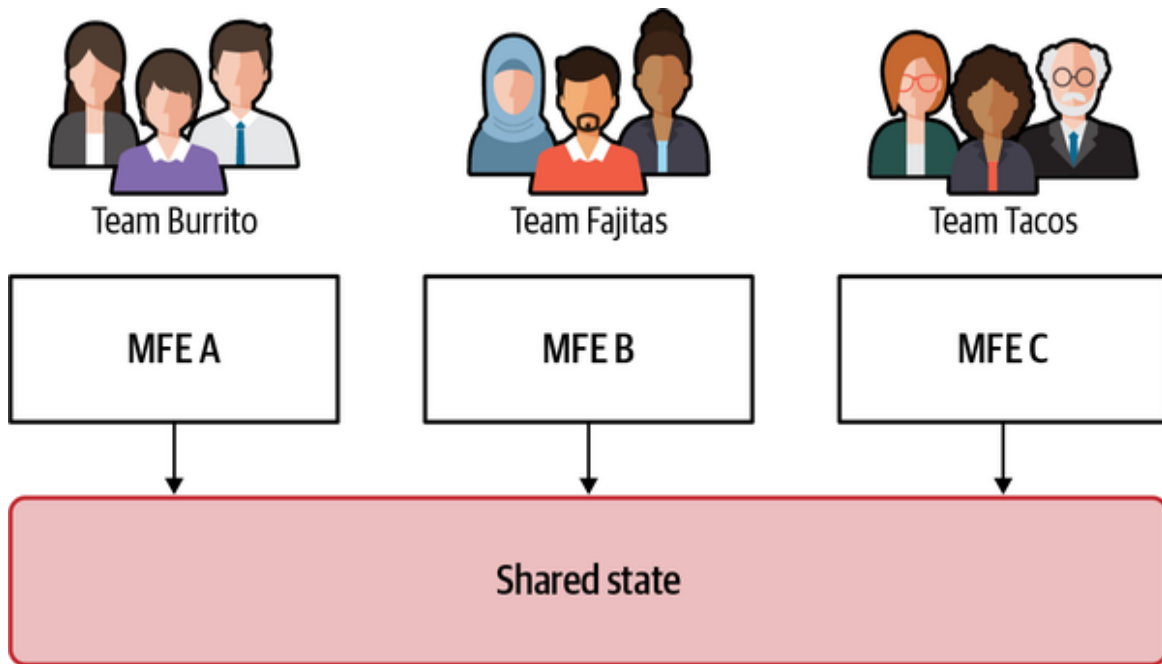 Team Burrito
Team Fajitas
Team Tacos
MFE A
MFE B
MFE C
Shared state